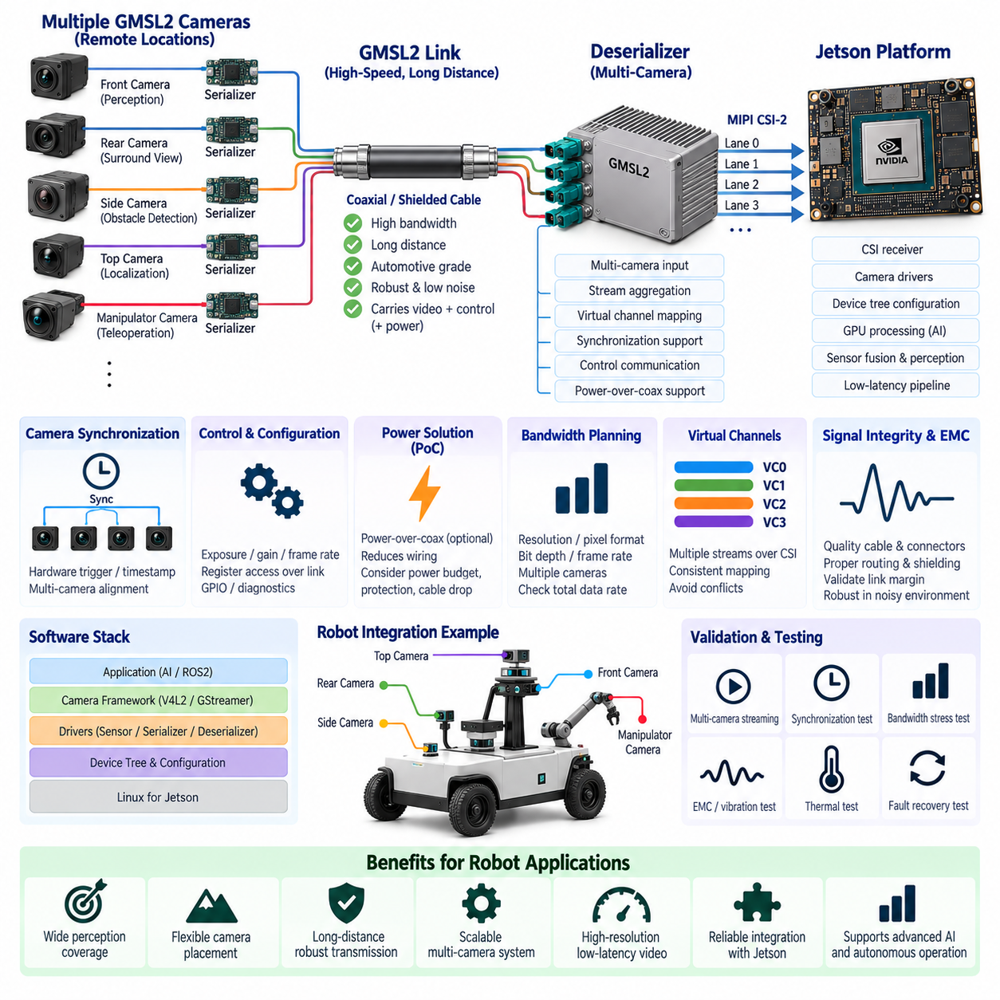 Multiple GMSL2 Cameras
(Remote Locations)
Front Camera
(Perception)
Serializer
Rear Camera
(Surround View)
Serializer
Side Camera
(Obstacle Detection)
Serializer
Top Camera
(Localization)
Serializer
Manipulator Camera
(Teleoperation)
Serializer
GMSL2 Link
(High-Speed, Long Distance)
Coaxial / Shielded Cable
High bandwidth
Long distance
Automotive grade
Robust & low noise
Carries video + control
(+ power)
Deserializer
(Multi-Camera)
GMSL2
Multi-camera input
Stream aggregation
Virtual channel mapping
Synchronization support
Control communication
Power-over-coax support
MIPI CSI-2
Lane 0
Lane 1
Lane 2
Lane 3
Jetson Platform
NVIDIA
CSI receiver
Camera drivers
Device tree configuration
GPU processing (AI)
Sensor fusion & perception
Low-latency pipeline
Camera Synchronization
Sync
Hardware trigger / timestamp
Multi-camera alignment
Control & Configuration
Exposure / gain / frame rate
Register access over link
GPIO / diagnostics
Power Solution
(PoC)
Power-over-coax (optional)
Reduces wiring
Consider power budget,
protection, cable drop
Bandwidth Planning
Resolution / pixel format
Bit depth / frame rate
Multiple cameras
Check total data rate
Virtual Channels
VC0
VC1
VC2
VC3
Multiple streams over CSI
Consistent mapping
Avoid conflicts
Signal Integrity & EMC
Quality cable & connectors
Proper routing & shielding
Validate link margin
Robust in noisy environment
Software Stack
Application (AI / ROS2)
Camera Framework (V4L2 / GStreamer)
Drivers (Sensor / Serializer / Deserializer)
Device Tree & Configuration
Linux for Jetson
Robot Integration Example
Top Camera
Rear Camera
Side Camera
Front Camera
Manipulator
Camera
Validation & Testing
Multi-camera streaming
Synchronization test
Bandwidth stress test
EMC / vibration test
Thermal test
Fault recovery test
Benefits for Robot Applications
Wide perception
coverage
Flexible camera
placement
Long-distance
robust transmission
Scalable
multi-camera system
High-resolution
low-latency video
Reliable integration
with Jetson
Supports advanced AI
and autonomous operation